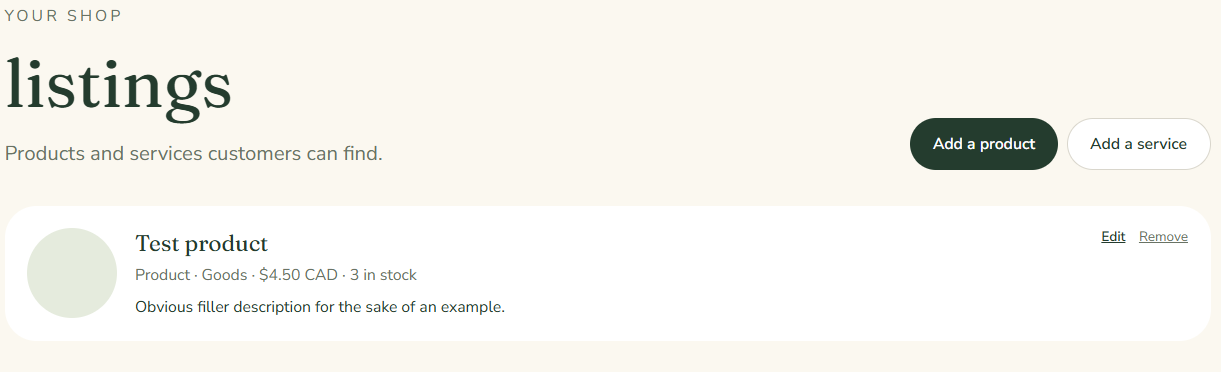 YOUR SHOP
listings
Products and services customers can find.
Add a product
Add a service
Test product
Edit
Remove
Product · Goods · $4.50 CAD · 3 in stock
Obvious filler description for the sake of an example.